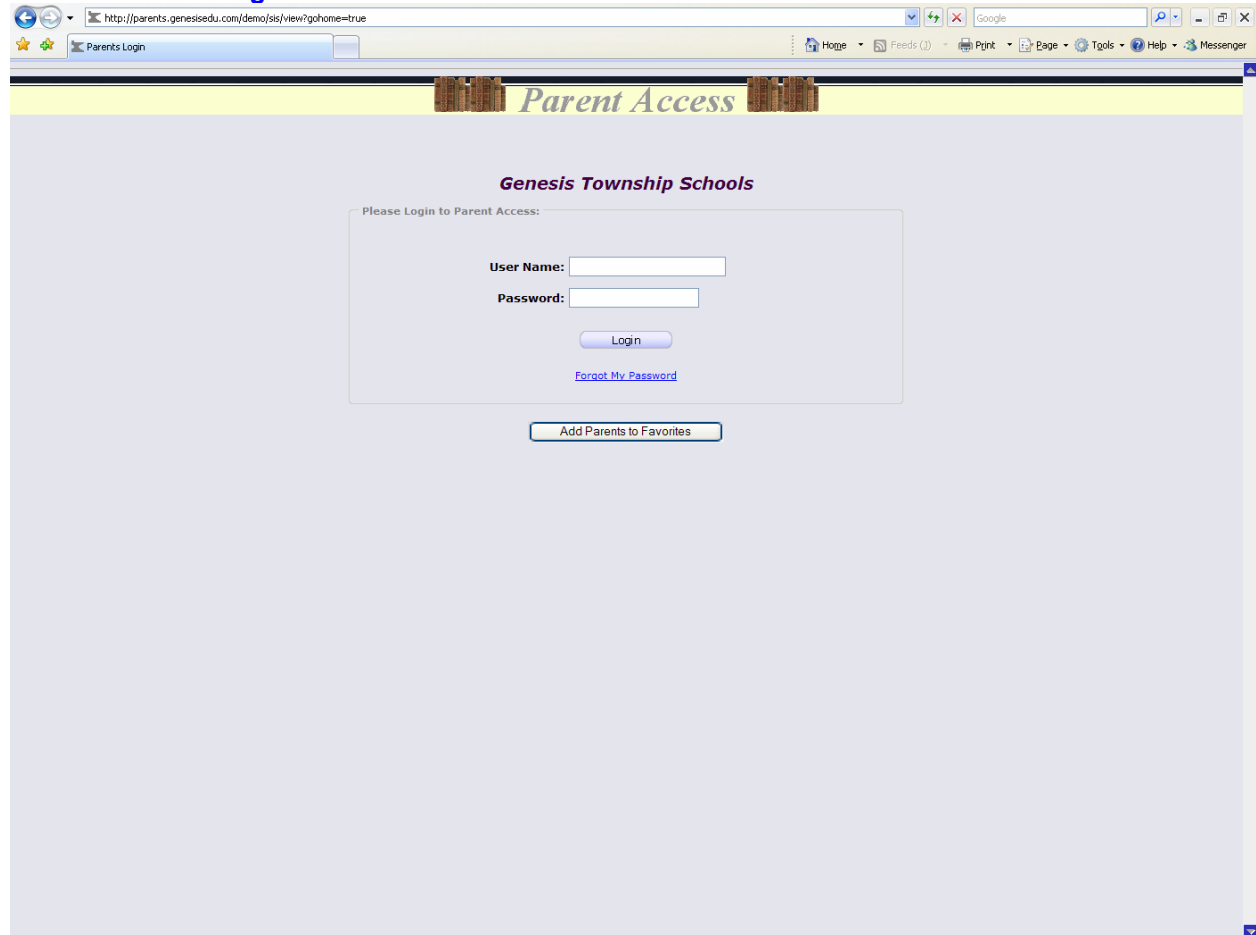 http://parents.genesisedu.com/demo/sis/view?gohome=true Google
Parents Login Home Feeds (J) Print Page Tools Help Messenger
Parent Access
Genesis Township Schools
Please Login to Parent Access:
User Name:
Password:
Login
Forgot My Password
Add Parents to Favorites